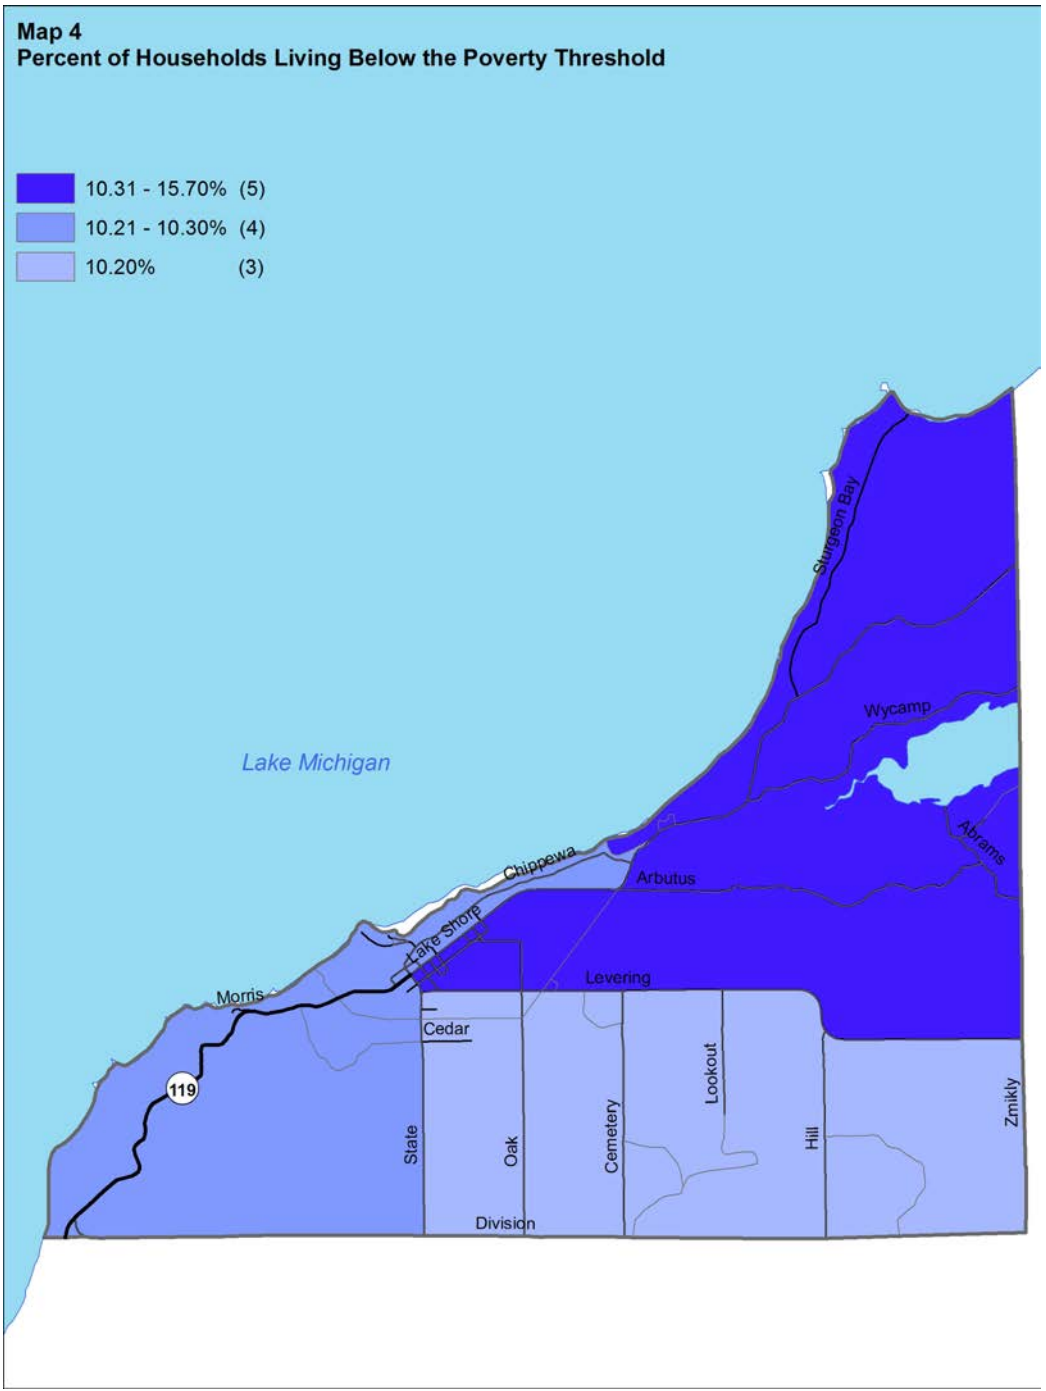 Map 4
Percent of Households Living Below the Poverty Threshold
10.31 - 15.70% (5)
10.21 - 10.30% (4)
10.20% (3)
Sturgeon Bay
Wycamp
Lake Michigan
Abrams
Chippewa
Arbutus
Lake Shore
Levering
Morris
Cedar
119
Lookout
Zmikly
State
Oak
Cemetery
Hill
Division